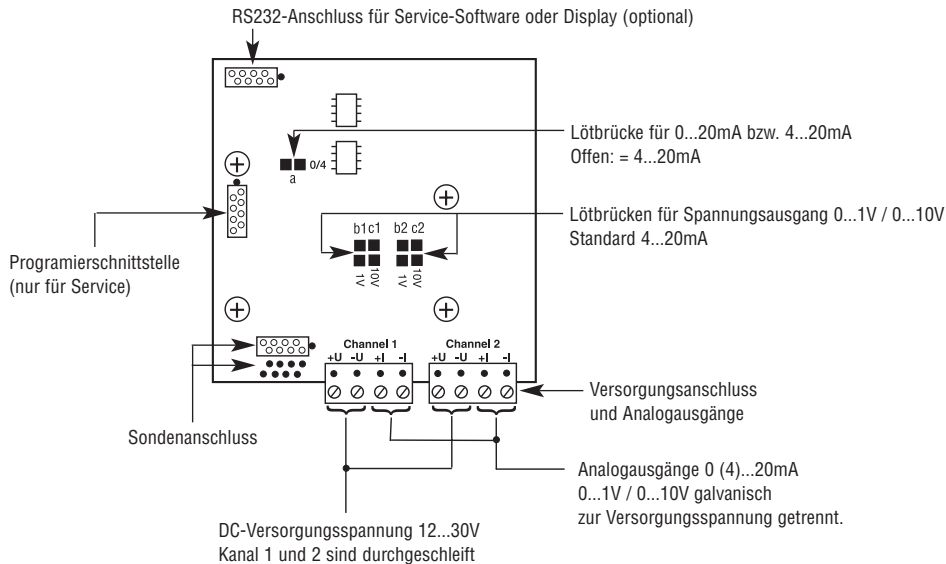 RS232-Anschluss für Service-Software oder Display (optional)
Lötbrücke für 0...20mA bzw. 4...20mA
Offen: = 4...20mA
0/4
a
Lötbrücken für Spannungsausgang 0...1V / 0...10V
Standard 4...20mA
b1 c1 b2 c2
1V 10V 1V 10V
Programierschnittstelle
(nur für Service)
Channel 1 Channel 2
+U -U +I -I +U -U +I -I
Versorgungsanschluss
und Analogausgänge
Sondenanschluss
Analogausgänge 0 (4)...20mA
0...1V / 0...10V galvanisch
zur Versorgungsspannung getrennt.
DC-Versorgungsspannung 12...30V
Kanal 1 und 2 sind durchgeschleift